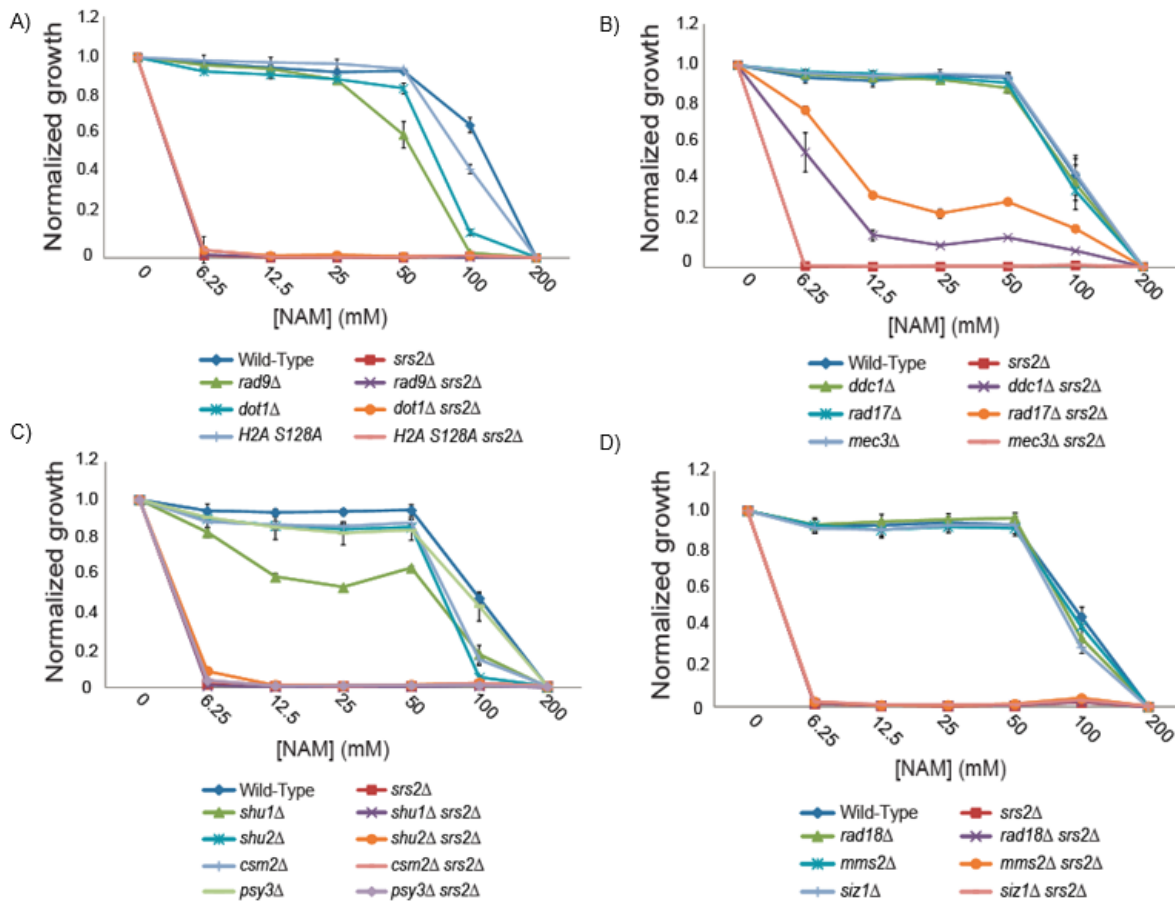 A)
Normalized growth
1.2
1.0
0.8
0.6
0.4
0.2
0
0 6.25 12.5 25 50 100 200
[NAM] (mM)
Wild-Type srs2Δ
rad9Δ rad9Δ srs2Δ
dot1Δ dot1Δ srs2Δ
H2A S128A H2A S128A srs2Δ
B)
Normalized growth
1.2
1.0
0.8
0.6
0.4
0.2
0
0 6.25 12.5 25 50 100 200
[NAM] (mM)
Wild-Type srs2Δ
ddc1Δ ddc1Δ srs2Δ
rad17Δ rad17Δ srs2Δ
mec3Δ mec3Δ srs2Δ
C)
Normalized growth
1.2
1.0
0.8
0.6
0.4
0.2
0
0 6.25 12.5 25 50 100 200
[NAM] (mM)
Wild-Type srs2Δ
shu1Δ shu1Δ srs2Δ
shu2Δ shu2Δ srs2Δ
csm2Δ csm2Δ srs2Δ
psy3Δ psy3Δ srs2Δ
D)
Normalized growth
1.2
1.0
0.8
0.6
0.4
0.2
0
0 6.25 12.5 25 50 100 200
[NAM] (mM)
Wild-Type srs2Δ
rad18Δ rad18Δ srs2Δ
mms2Δ mms2Δ srs2Δ
siz1Δ siz1Δ srs2Δ